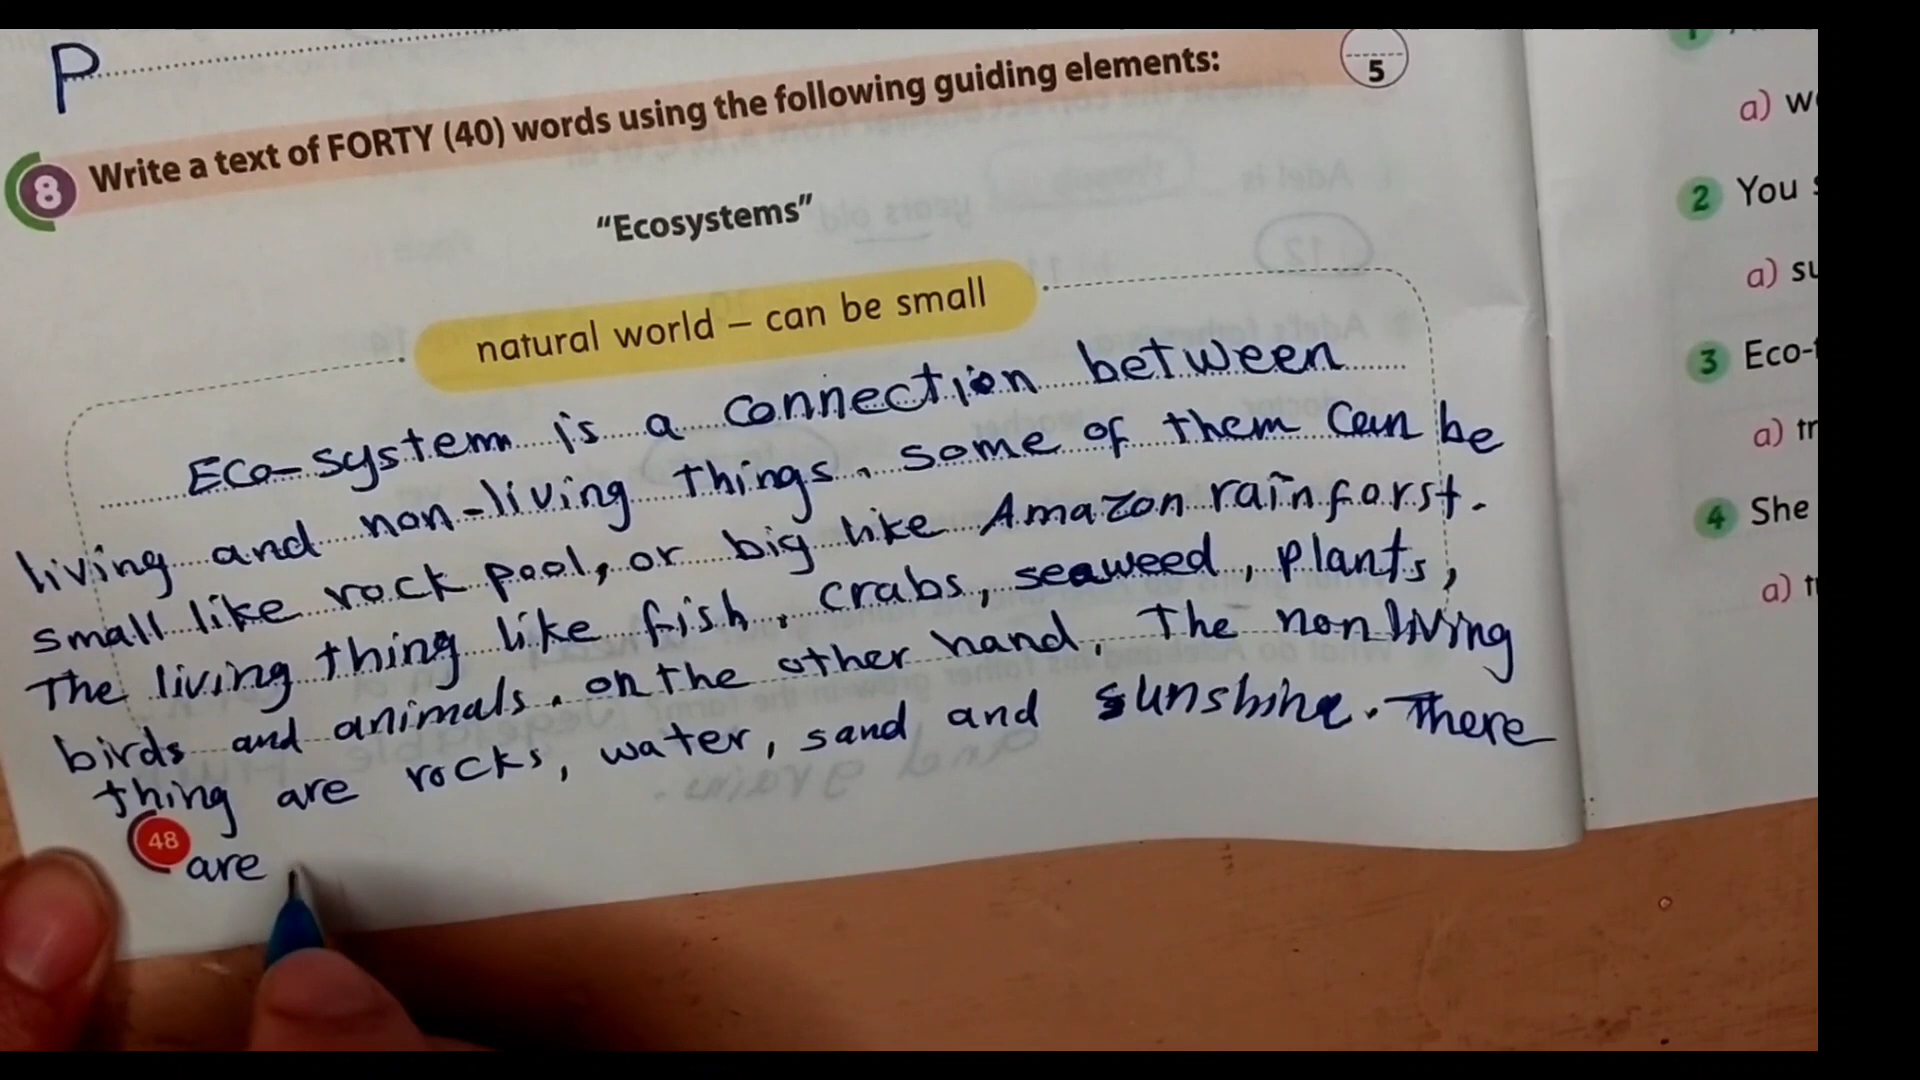 P
5
8 Write a text of FORTY (40) words using the following guiding elements:
"Ecosystems"
natural world – can be small
Eco-system is a connection between
living and non-living things. some of them can be
small like rock pool, or big like Amazon rainforst.
The living thing like fish, crabs, seaweed, plants,
birds and animals. on the other hand, The non living
thing are rocks, water, sand and sunshine. There
are
48
a)
2 You
a) su
3 Eco-
a) tr
4 She
a)